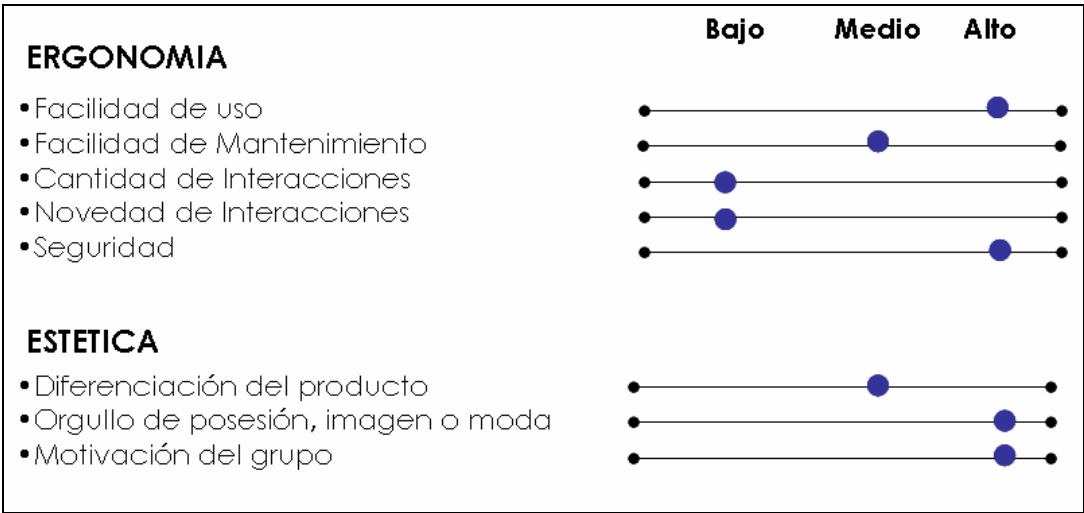 Bajo Medio Alto
ERGONOMIA
•Facilidad de uso
•Facilidad de Mantenimiento
•Cantidad de Interacciones
•Novedad de Interacciones
•Seguridad
ESTETICA
•Diferenciación del producto
•Orgullo de posesión, imagen o moda
•Motivación del grupo